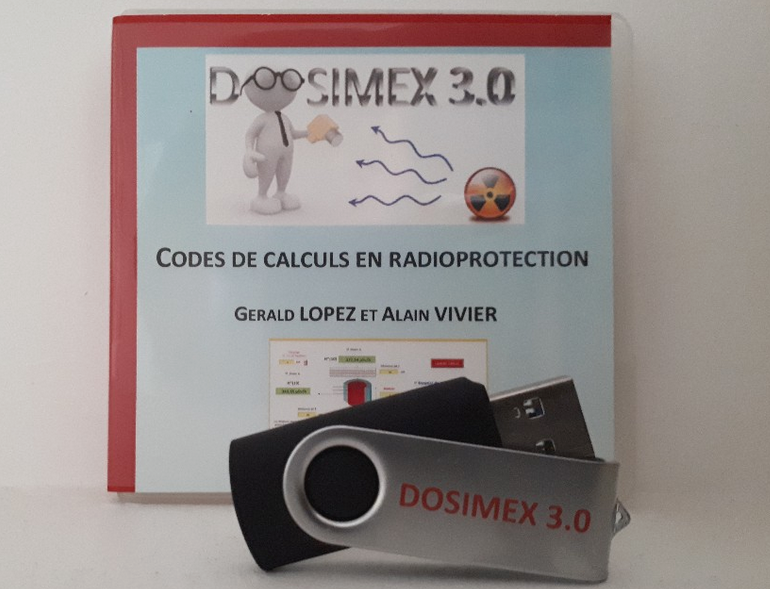 DOSIMEX 3.0
CODES DE CALCULS EN RADIOPROTECTION
GERALD LOPEZ ET ALAIN VIVIER
DOSIMEX 3.0